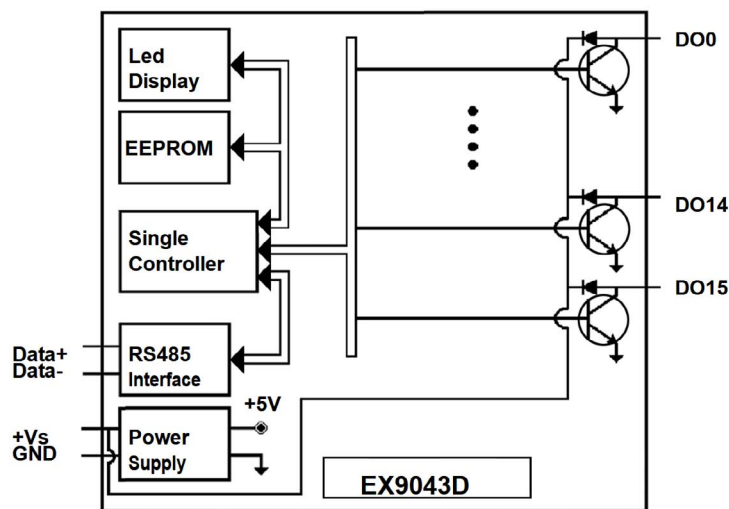 Led
Display
EEPROM
Single
Controller
RS485
Interface
Data+
Data-
+5V
Power
Supply
+Vs
GND
DO0
DO14
DO15
EX9043D